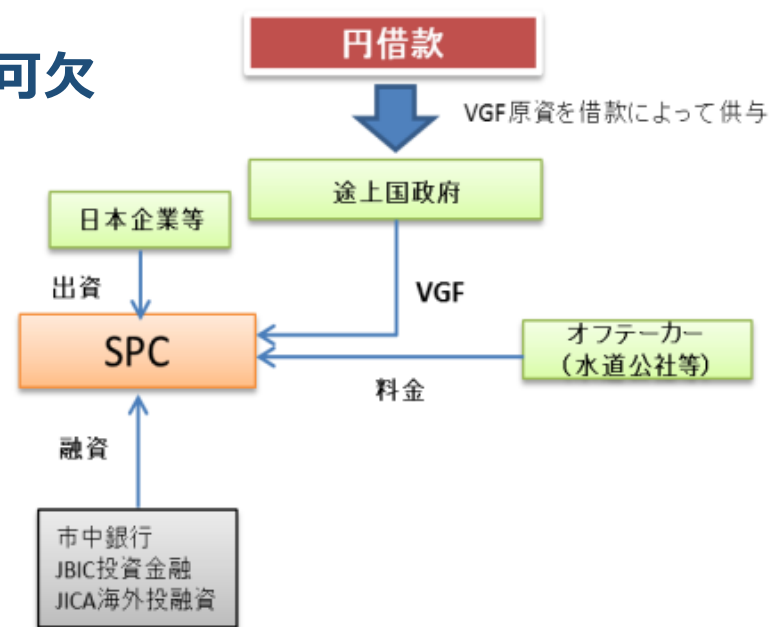 可欠
円借款
VGF原資を借款によって供与
途上国政府
日本企業等
出資
VGF
SPC
オフテーカー
（水道公社等）
料金
融資
市中銀行
JBIC投資金融
JICA海外投融資